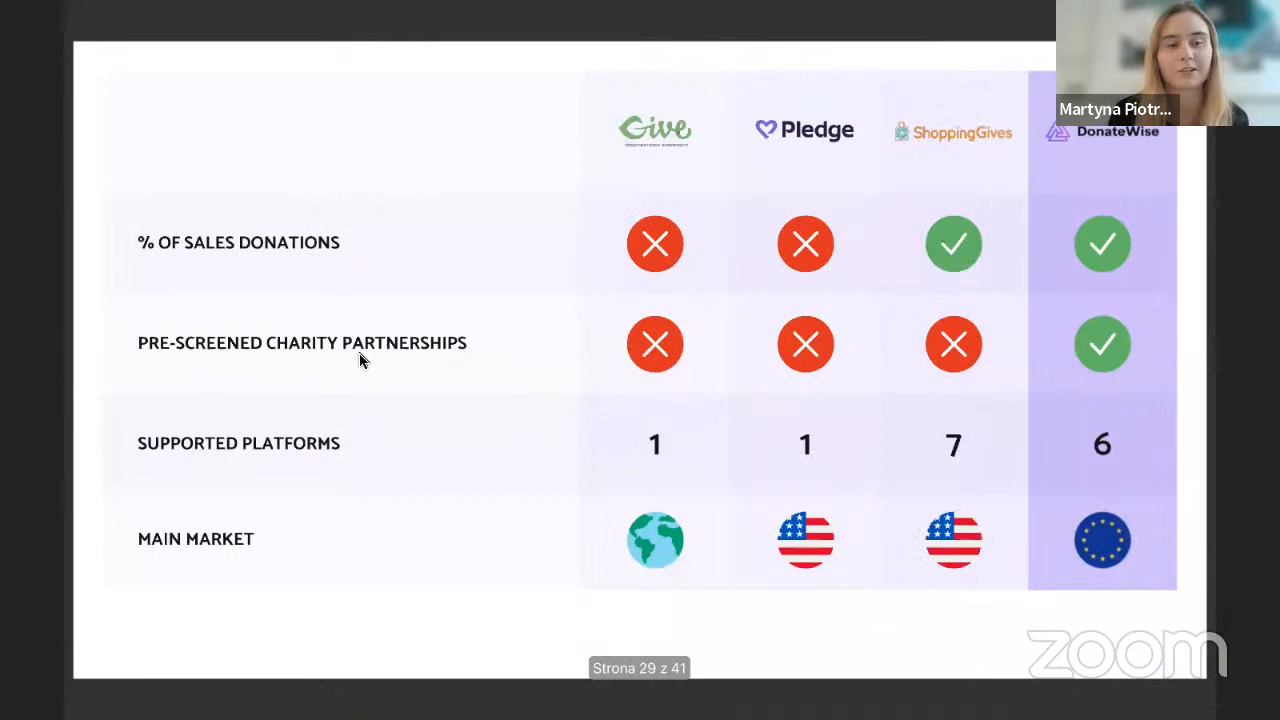 Martyna Piotr...
Give
Pledge
ShoppingGives
DonateWise
% OF SALES DONATIONS
PRE-SCREENED CHARITY PARTNERSHIPS
SUPPORTED PLATFORMS
1
1
7
6
MAIN MARKET
Strona 29 z 41
zoom